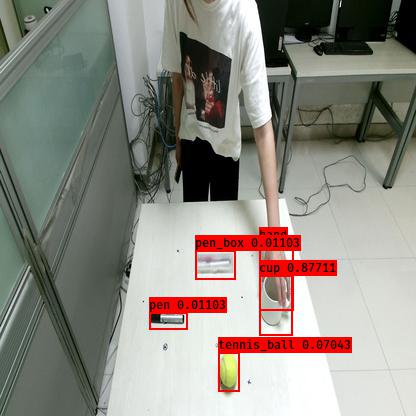 hand
pen_box 0.01103
cup 0.87711
pen 0.01103
tennis_ball 0.07043